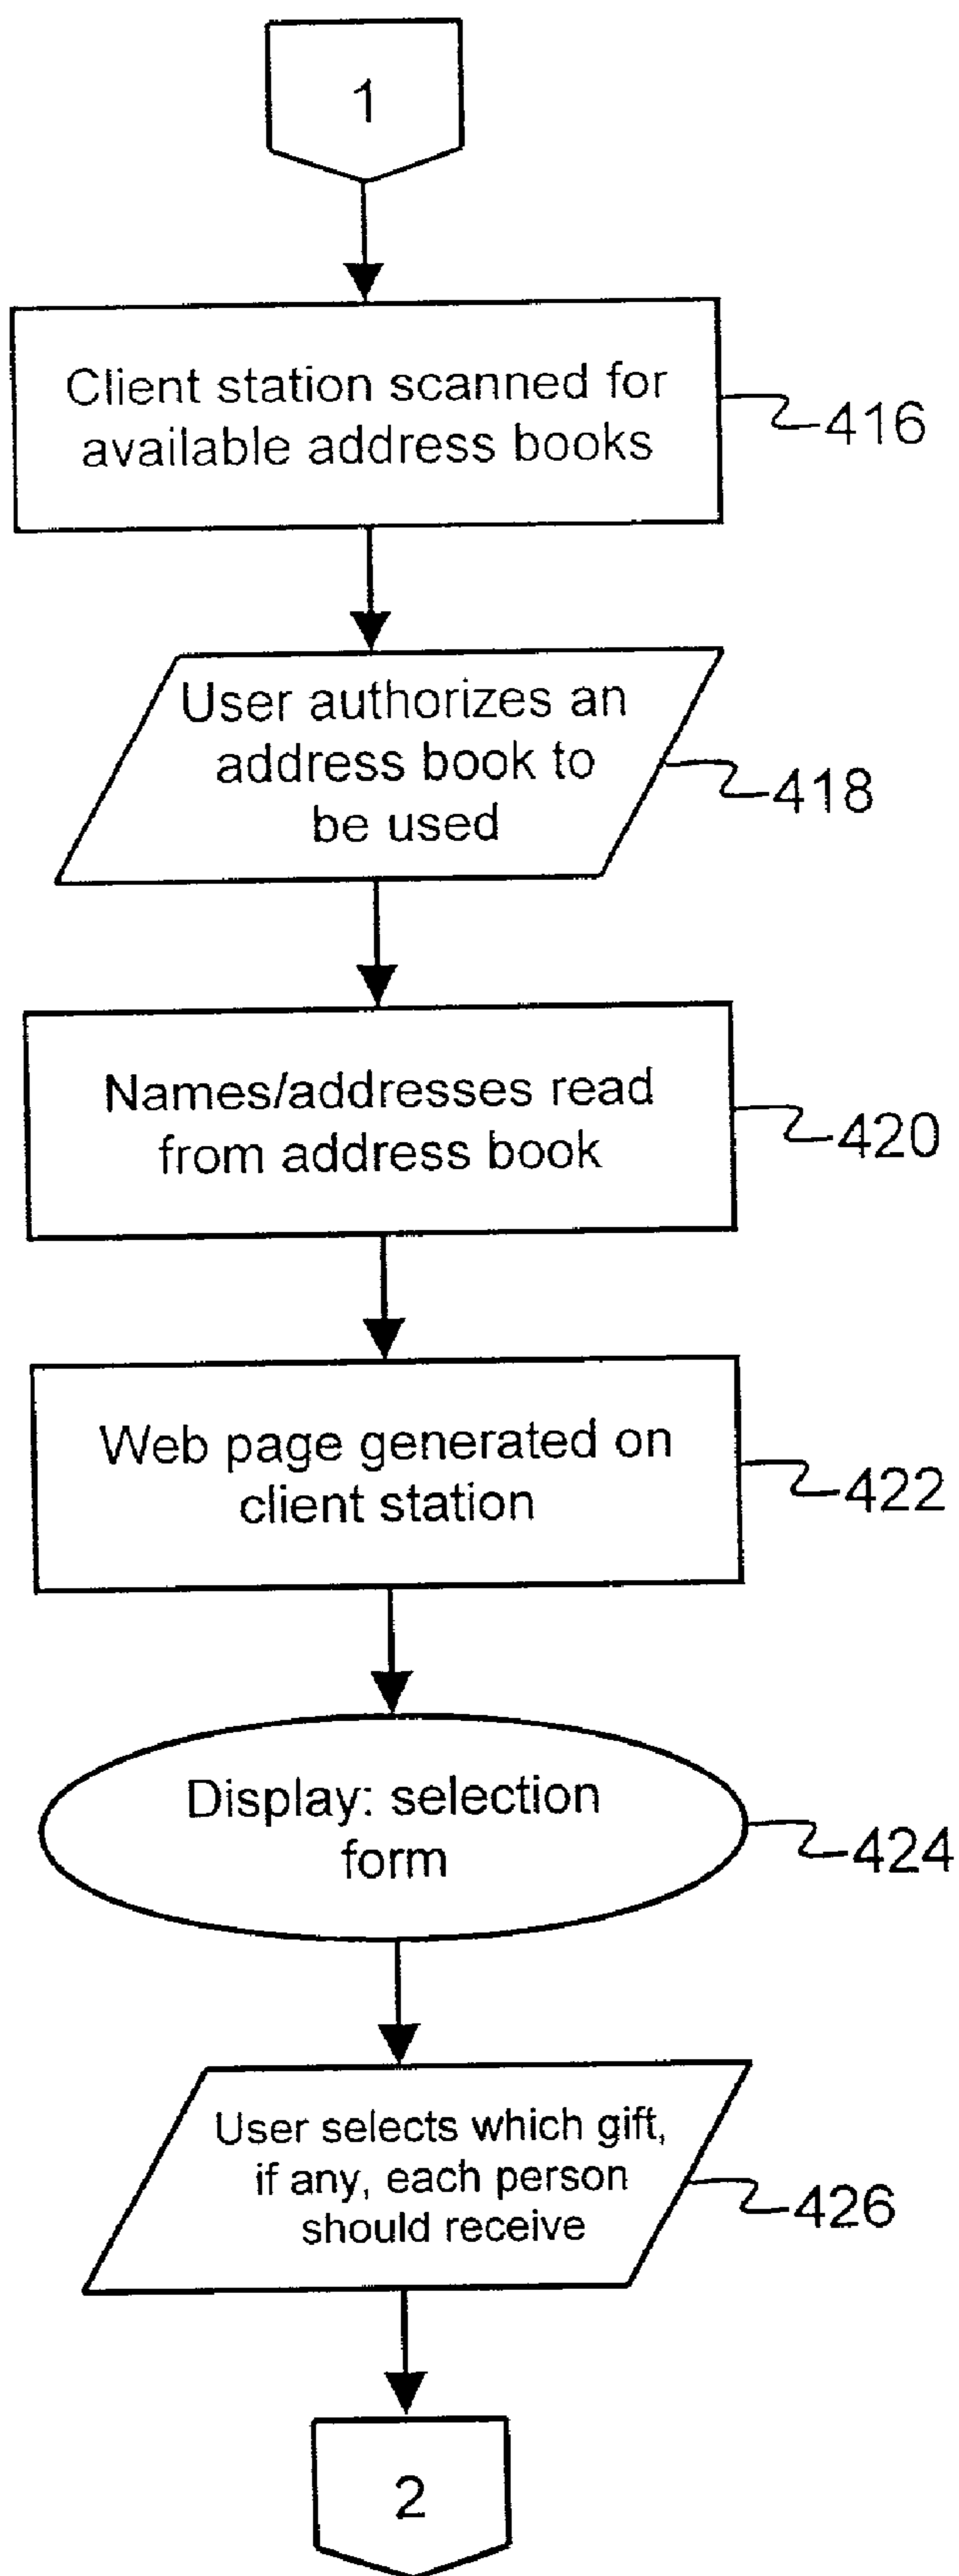 1
Client station scanned for
available address books
416
User authorizes an
address book to
be used
418
Names/addresses read
from address book
420
Web page generated on
client station
422
Display: selection
form
424
User selects which gift,
if any, each person
should receive
426
2